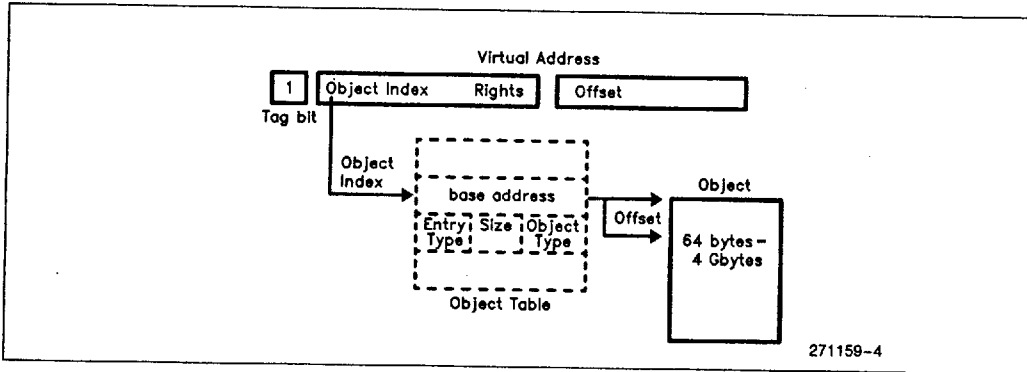 Virtual Address
1 Object Index Rights Offset
Tag bit
Object
Index
base address
Object
Entry
Type
Size
Object
Type
Offset
64 bytes–
4 Gbytes
Object Table
271159–4